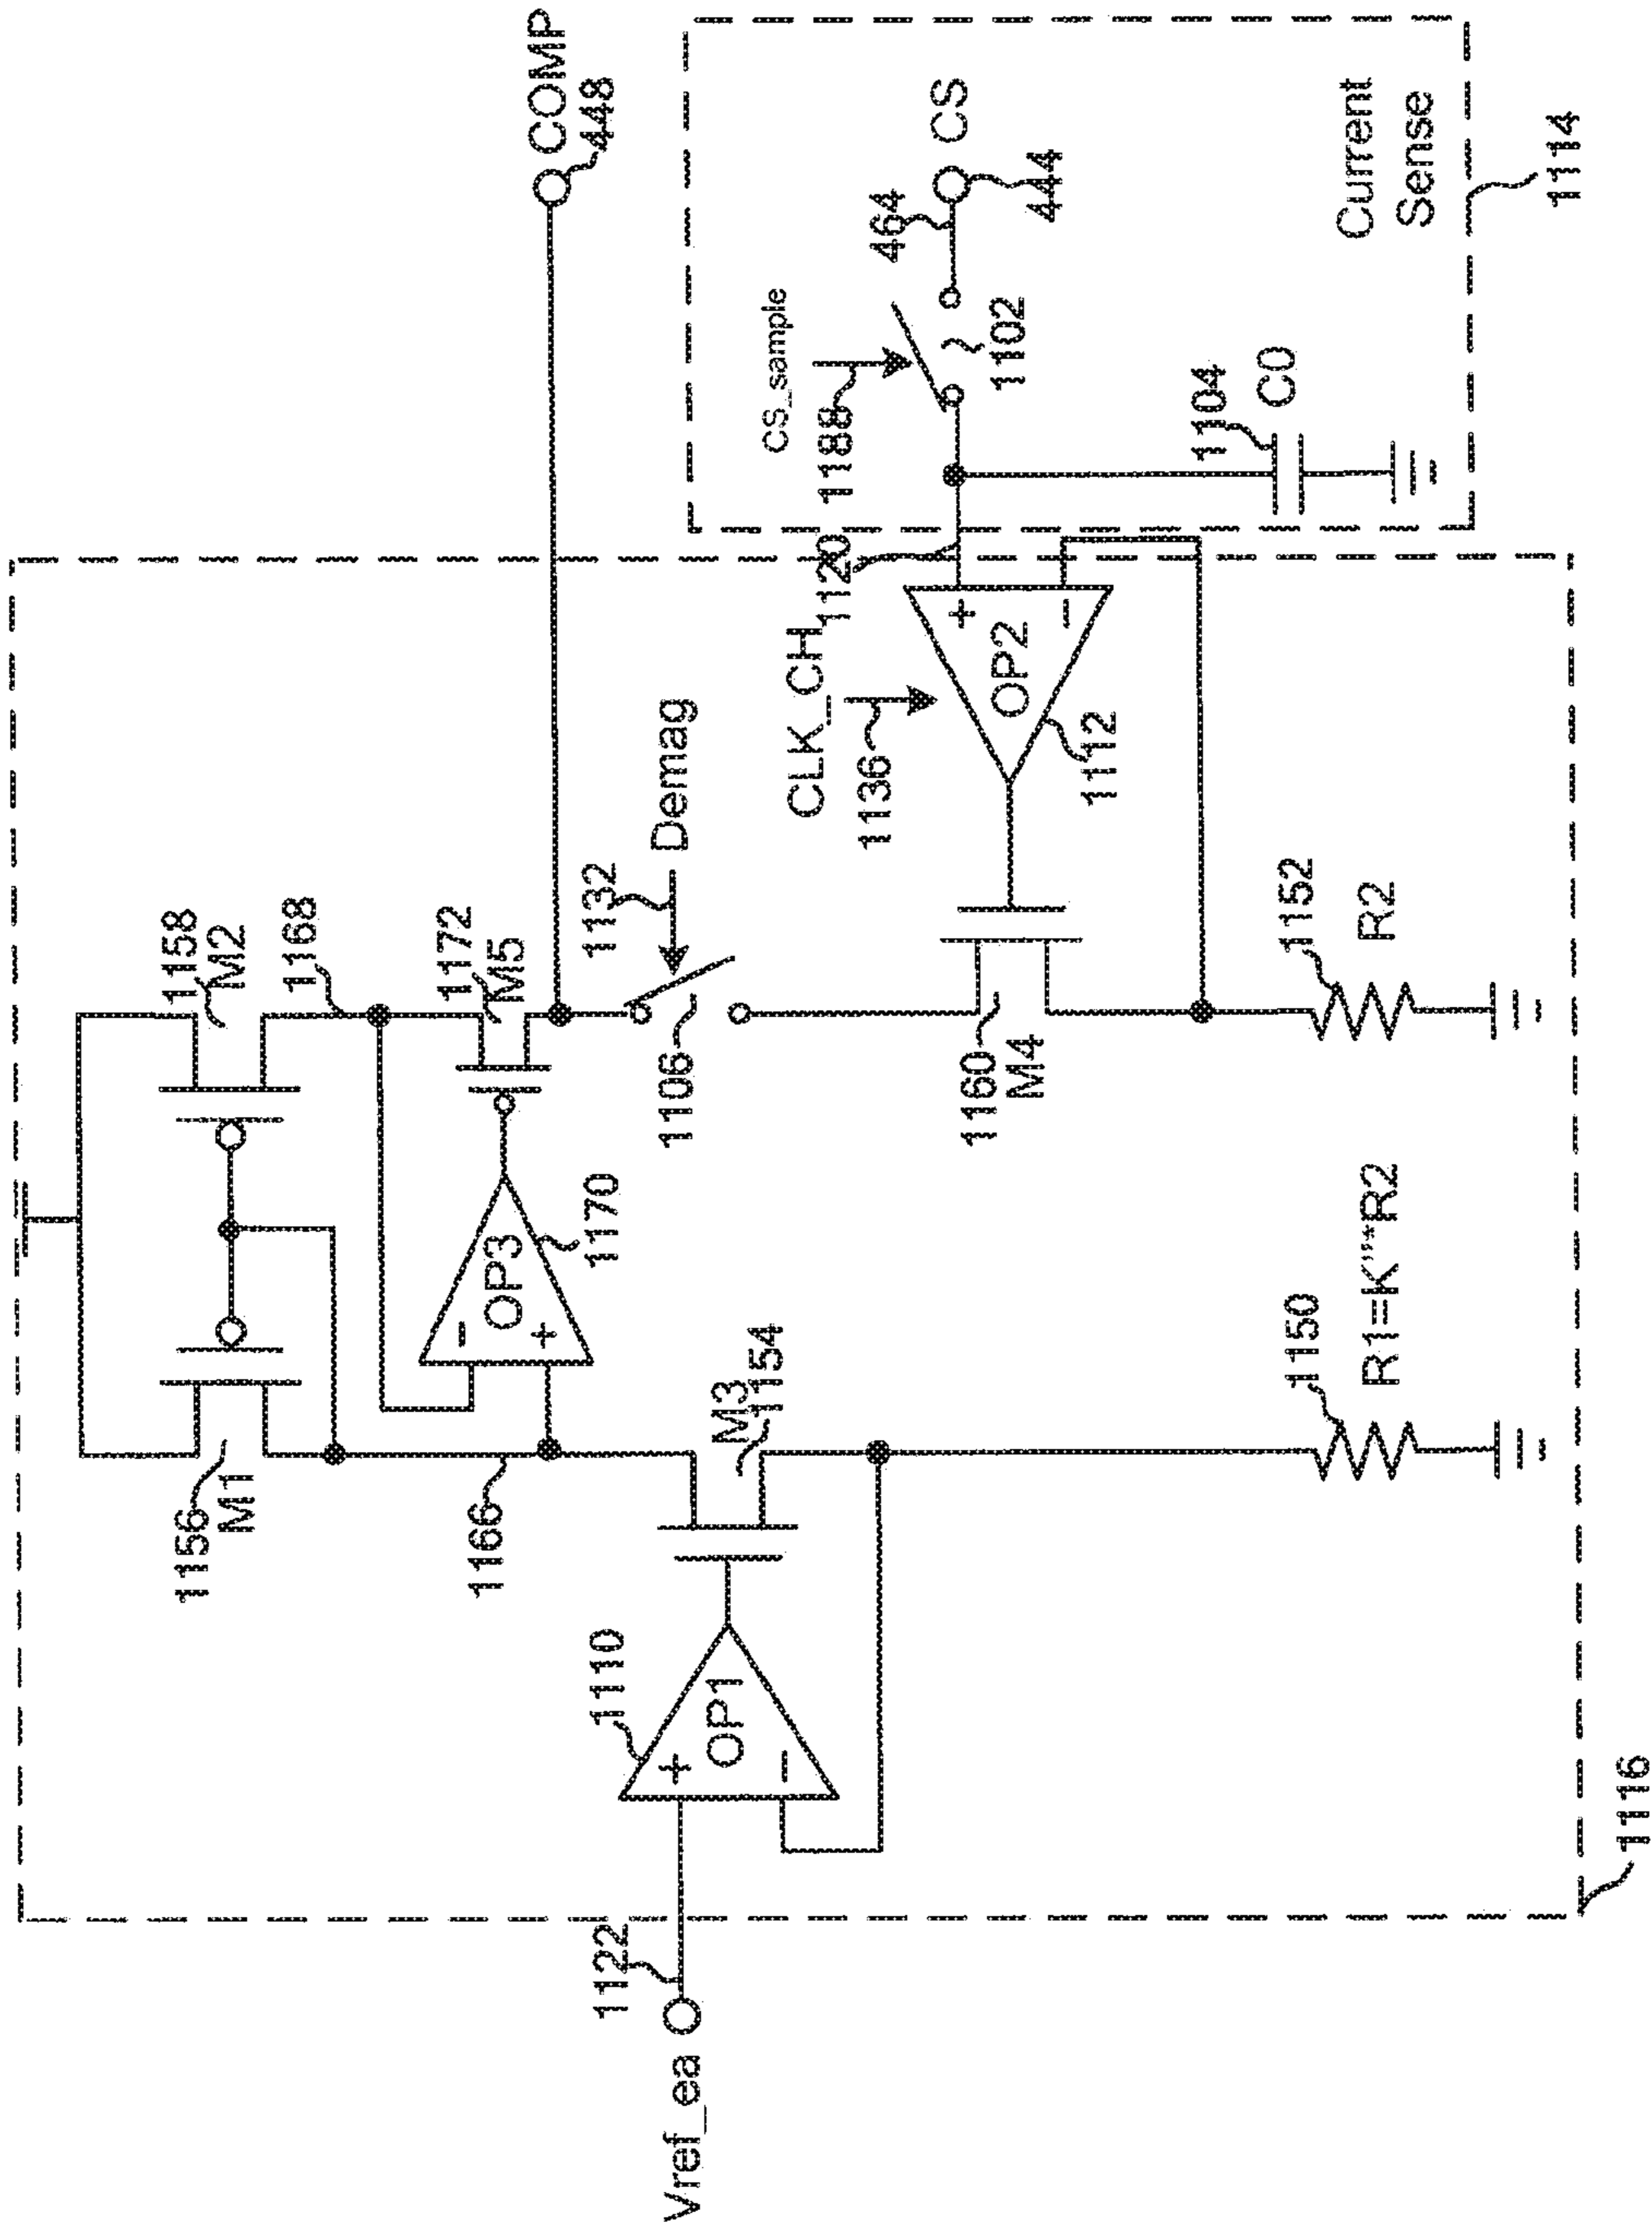 COMP
448
1158
M2
1168
1172
M5
1156
M1
1166
OP3
1170
1132
Demag
1106
M3
1154
1110
OP1
Vref_ea
1122
1160
M4
CLK_CH
1136
1120
OP2
1112
1152
R2
1150
R1=K"*R2
1116
CS_sample
1188
464
CS
444
1102
1104
C0
Current
Sense
1114
+
−
+
−
+
−